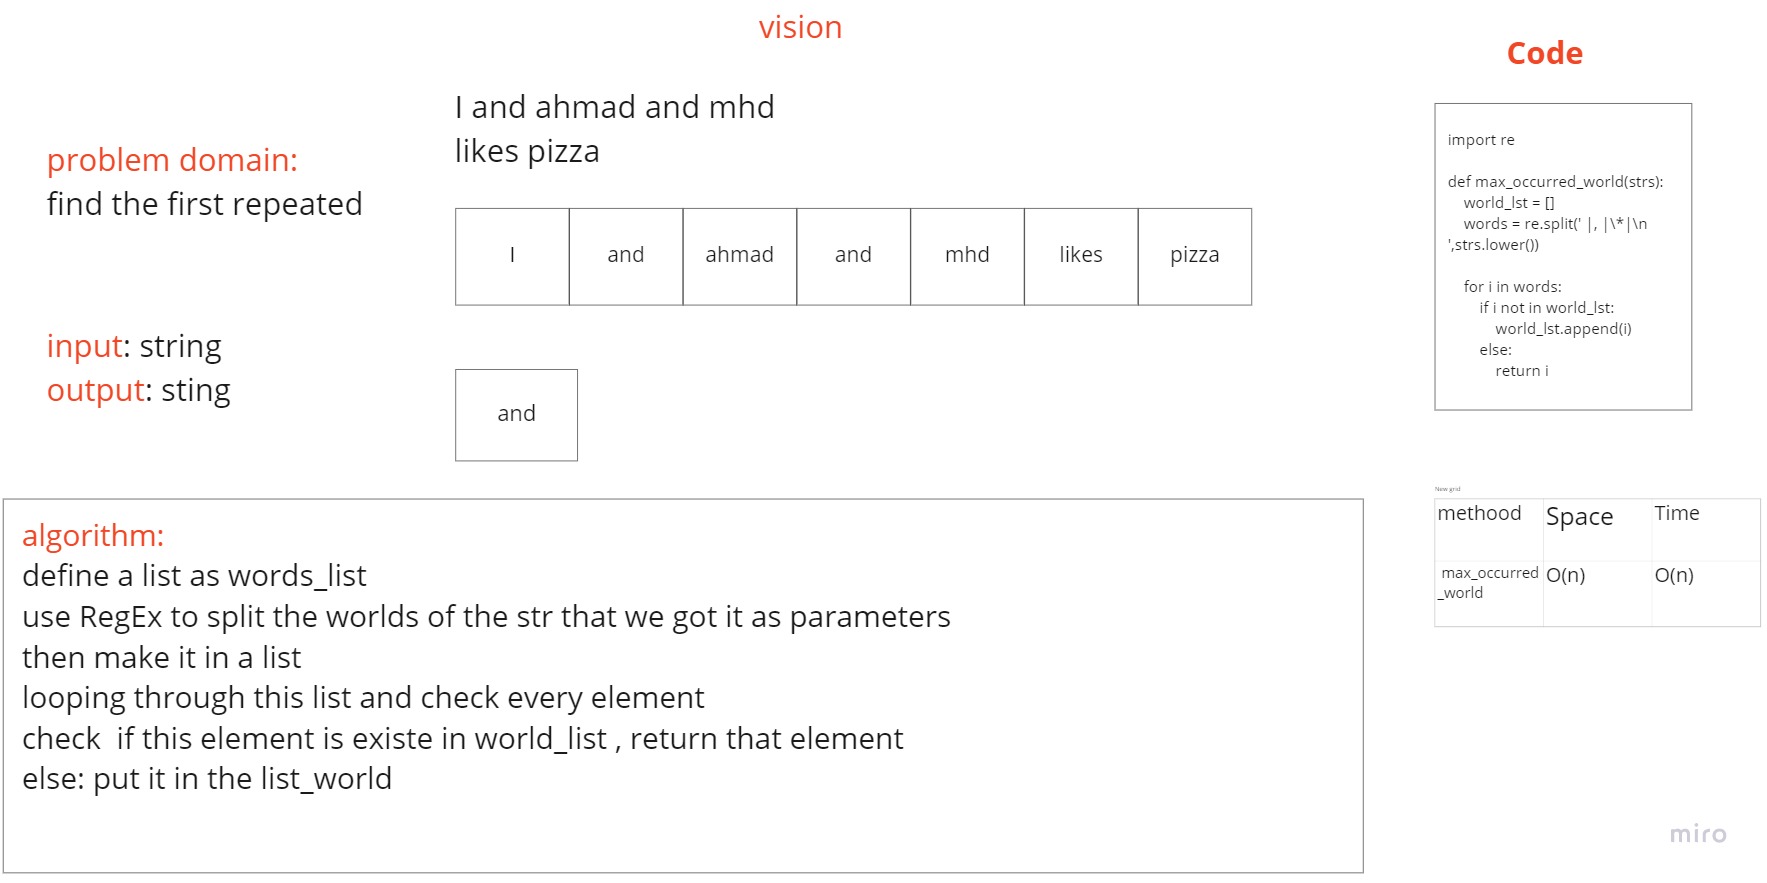 vision
I and ahmad and mhd
likes pizza
problem domain:
find the first repeated
I and ahmad and mhd likes pizza
input: string
output: sting
and
algorithm:
define a list as words_list
use RegEx to split the worlds of the str that we got it as parameters
then make it in a list
looping through this list and check every element
check  if this element is existe in world_list , return that element
else: put it in the list_world
Code
import re
def max_occurred_world(strs):
    world_lst = []
    words = re.split(' |, |\*|\n
',strs.lower())
    for i in words:
        if i not in world_lst:
            world_lst.append(i)
        else:
            return i
New grid
methood Space Time
max_occurred
_world
O(n) O(n)
miro